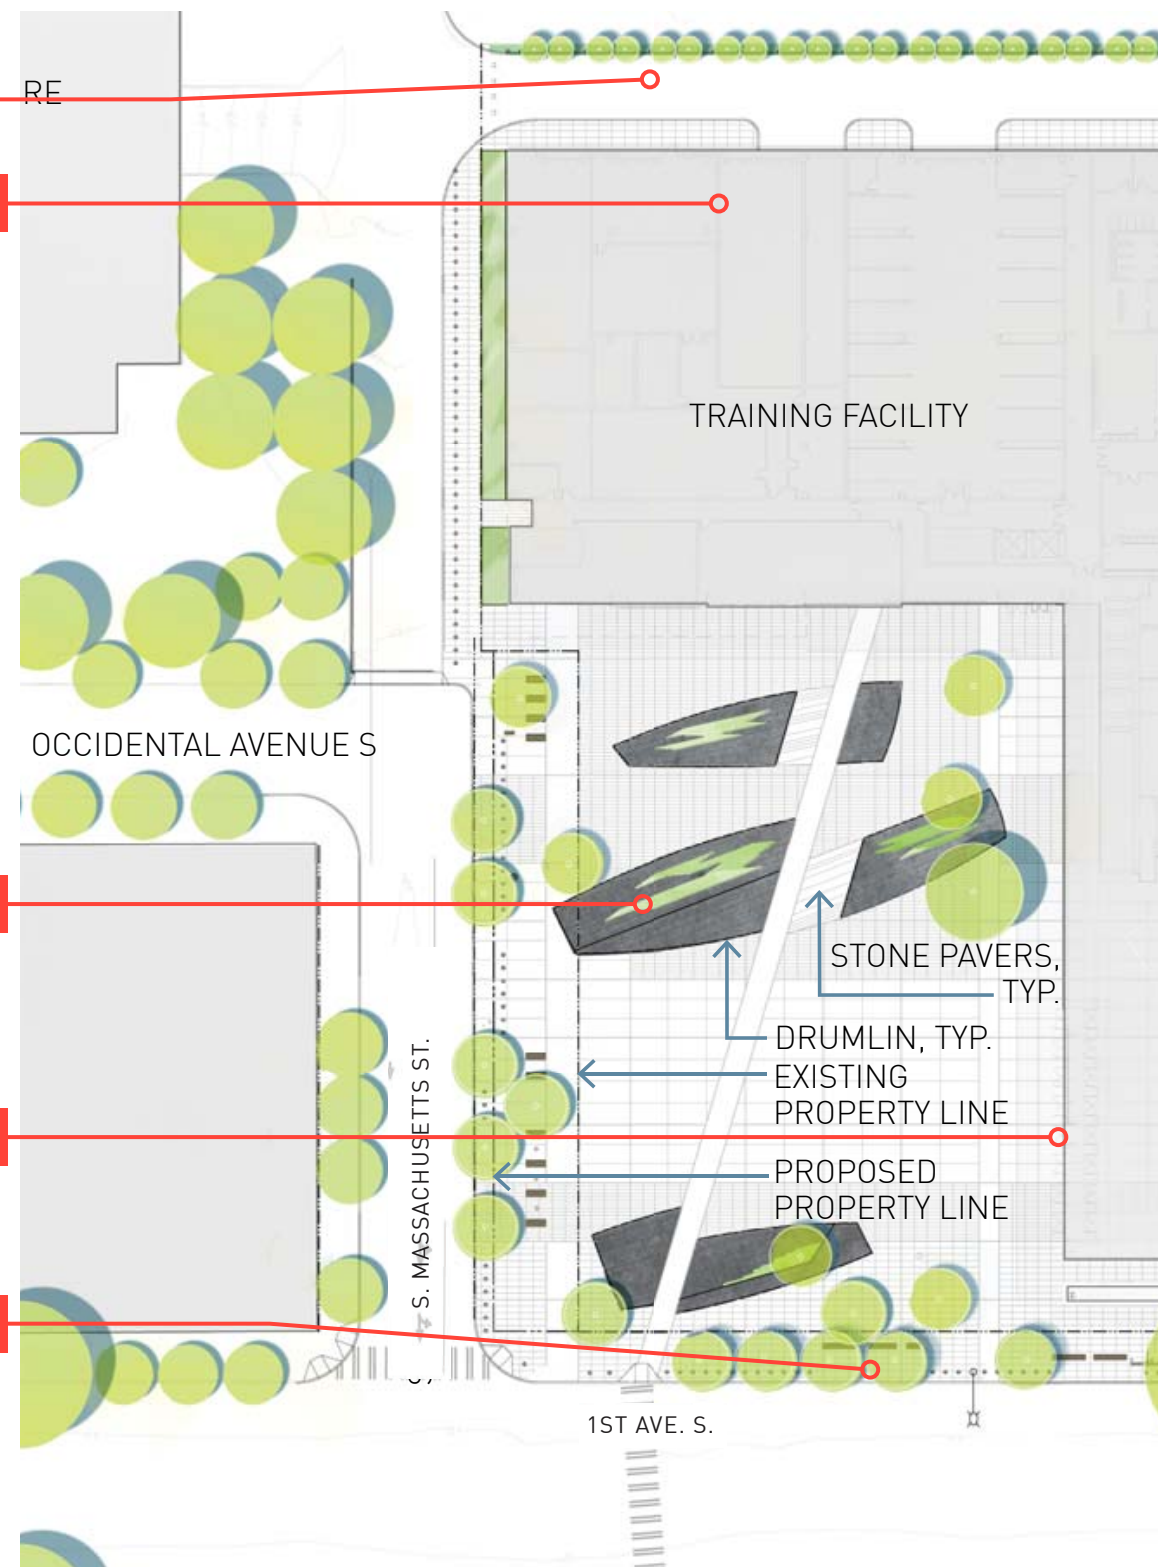 RE
TRAINING FACILITY
OCCIDENTAL AVENUE S
STONE PAVERS,
TYP.
DRUMLIN, TYP.
EXISTING
PROPERTY LINE
S. MASSACHUSETTS ST.
PROPOSED
PROPERTY LINE
1ST AVE. S.